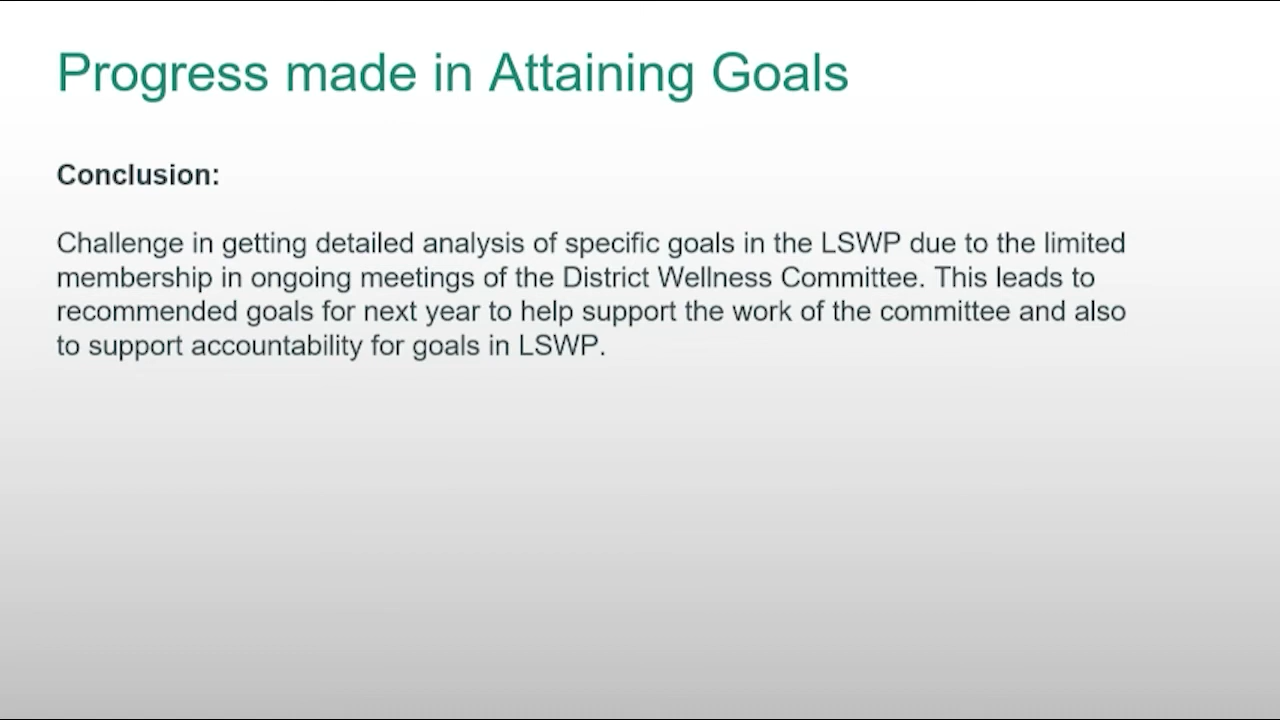 Progress made in Attaining Goals
Conclusion:
Challenge in getting detailed analysis of specific goals in the LSWP due to the limited
membership in ongoing meetings of the District Wellness Committee. This leads to
recommended goals for next year to help support the work of the committee and also
to support accountability for goals in LSWP.